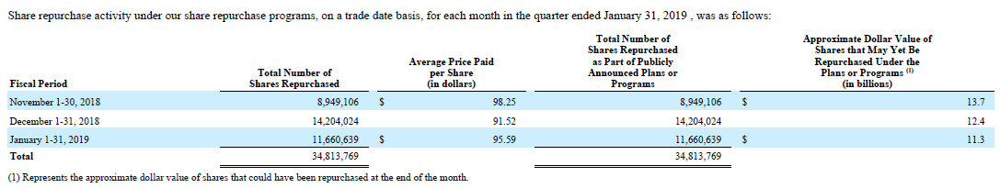 Share repurchase activity under our share repurchase programs, on a trade date basis, for each month in the quarter ended January 31, 2019 , was as follows:
Fiscal Period Total Number of Shares Repurchased Average Price Paid per Share (in dollars) Total Number of Shares Repurchased as Part of Publicly Announced Plans or Programs Approximate Dollar Value of Shares that May Yet Be Repurchased Under the Plans or Programs (1) (in billions)
November 1-30, 2018 8,949,106 $ 98.25 8,949,106 $ 13.7
December 1-31, 2018 14,204,024 91.52 14,204,024 12.4
January 1-31, 2019 11,660,639 $ 95.59 11,660,639 $ 11.3
Total 34,813,769 34,813,769
(1) Represents the approximate dollar value of shares that could have been repurchased at the end of the month.